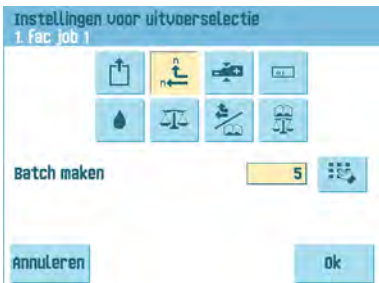 Instellingen voor uitvoerselectie
1. fac job 1
n
n
Batch maken 5
Annuleren Ok